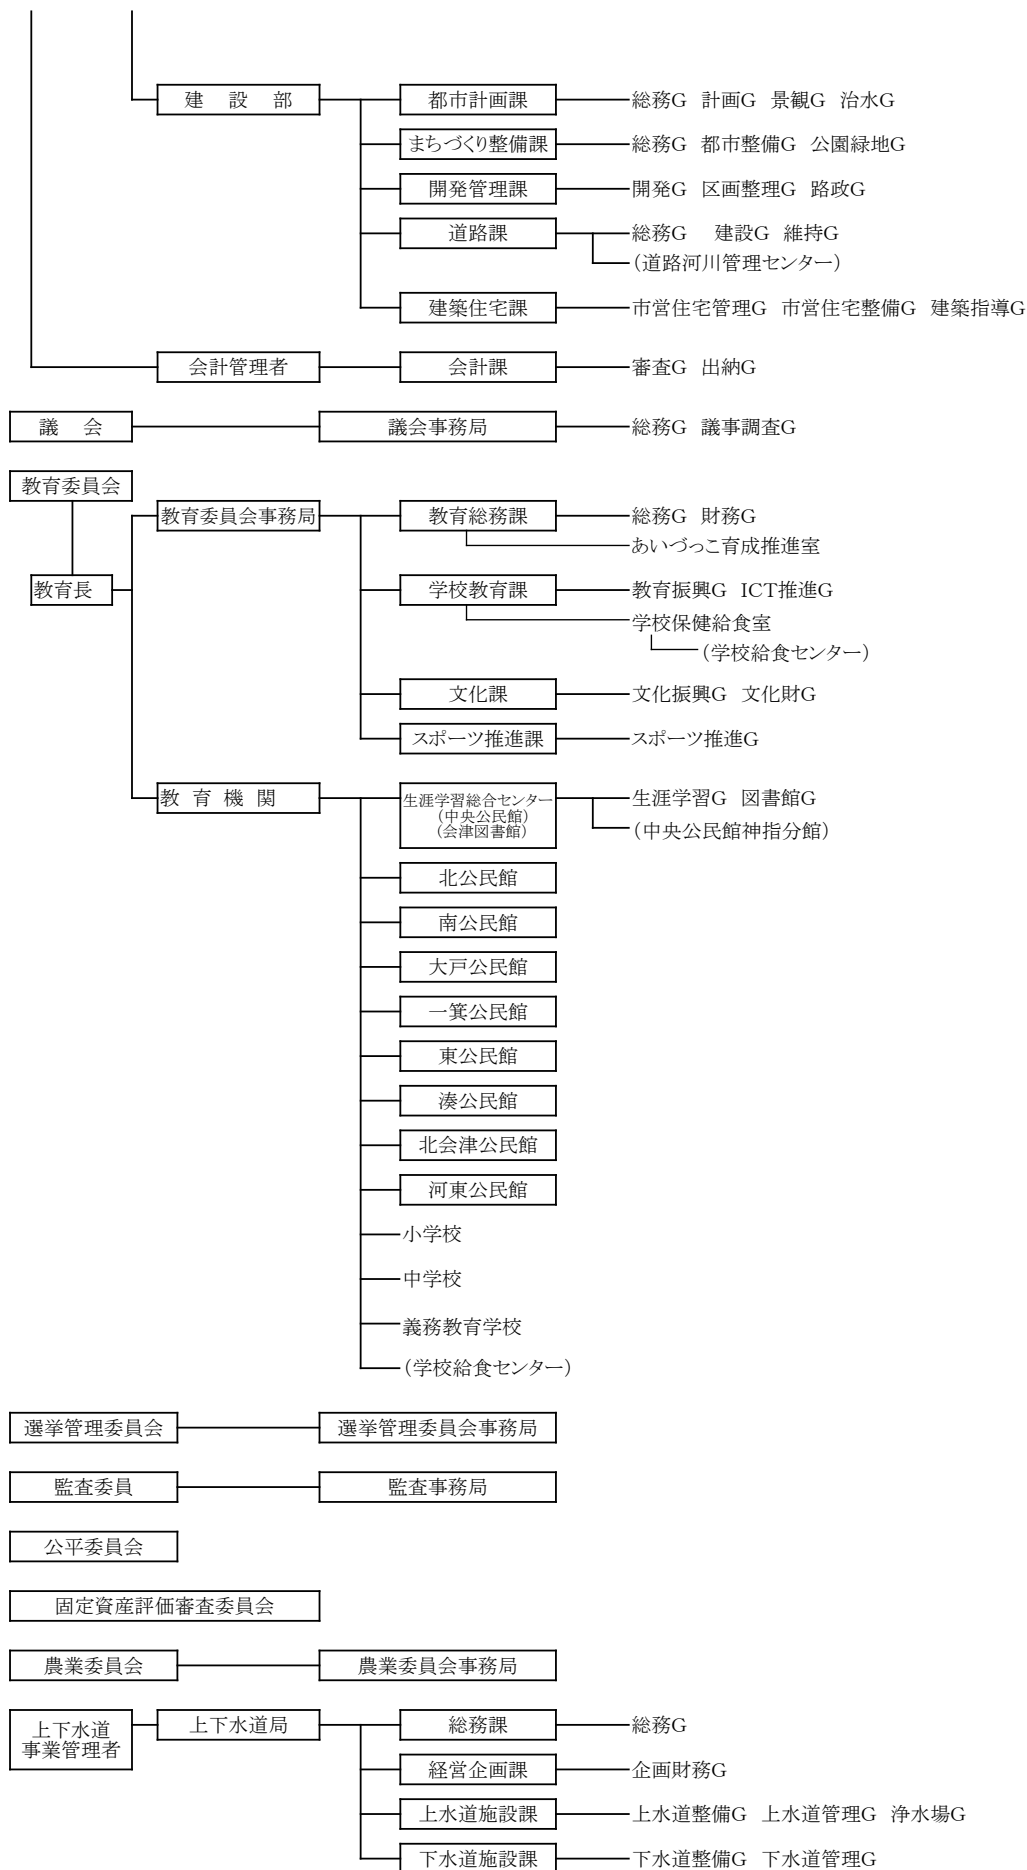 建 設 部 都市計画課 総務G 計画G 景観G 治水G
まちづくり整備課 総務G 都市整備G 公園緑地G
開発管理課 開発G 区画整理G 路政G
道路課 総務G 建設G 維持G
(道路河川管理センター)
建築住宅課 市営住宅管理G 市営住宅整備G 建築指導G
会計管理者 会計課 審査G 出納G
議 会 議会事務局 総務G 議事調査G
教育委員会
教育委員会事務局 教育総務課 総務G 財務G
あいづっこ育成推進室
教育長 学校教育課 教育振興G ICT推進G
学校保健給食室
(学校給食センター)
文化課 文化振興G 文化財G
スポーツ推進課 スポーツ推進G
教 育 機 関 生涯学習総合センター 生涯学習G 図書館G
(中央公民館)
(会津図書館) (中央公民館神指分館)
北公民館
南公民館
大戸公民館
一箕公民館
東公民館
湊公民館
北会津公民館
河東公民館
小学校
中学校
義務教育学校
(学校給食センター)
選挙管理委員会 選挙管理委員会事務局
監査委員 監査事務局
公平委員会
固定資産評価審査委員会
農業委員会 農業委員会事務局
上下水道 上下水道局 総務課 総務G
事業管理者
経営企画課 企画財務G
上水道施設課 上水道整備G 上水道管理G 浄水場G
下水道施設課 下水道整備G 下水道管理G